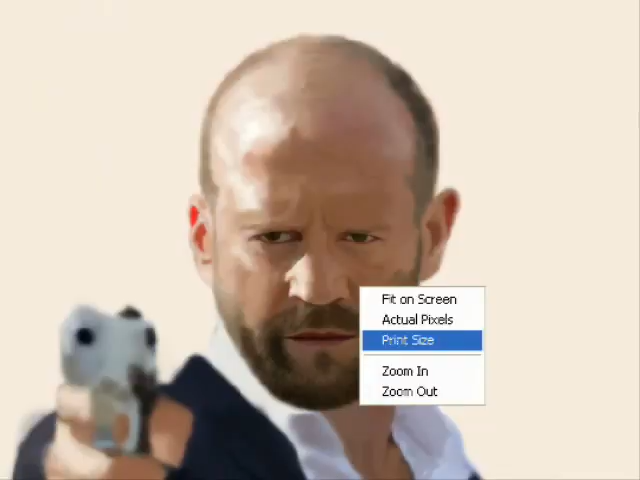 Fit on Screen
Actual Pixels
Print Size
Zoom In
Zoom Out